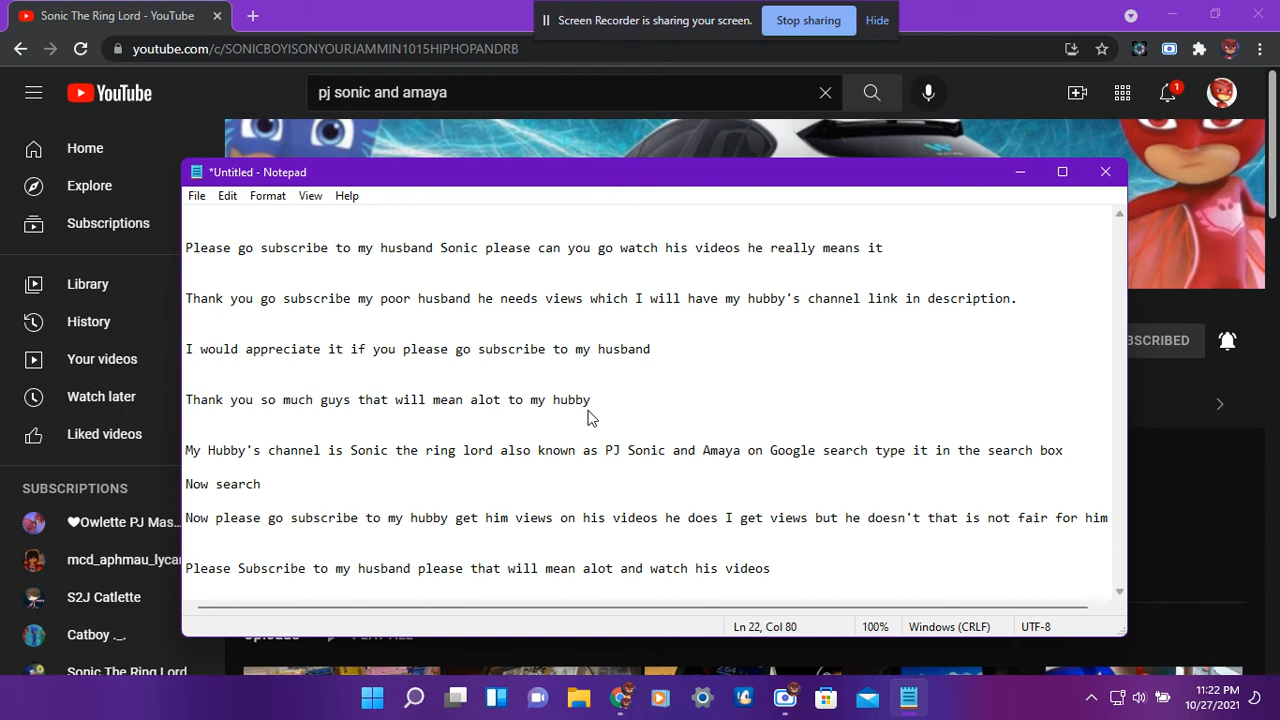 Sonic The Ring Lord - YouTube
Screen Recorder is sharing your screen.
Stop sharing
Hide
youtube.com/c/SONICBOYISONYOURJAMMIN1015HIPHOPANDRB
YouTube
pj sonic and amaya
1
Home
Explore
Subscriptions
Library
History
Your videos
Watch later
Liked videos
SUBSCRIPTIONS
Owlette PJ Mas...
mcd_aphmau_lycan
S2J Catlette
Catboy ._.
Sonic The Ring Lord
*Untitled - Notepad
File Edit Format View Help
Please go subscribe to my husband Sonic please can you go watch his videos he really means it
Thank you go subscribe my poor husband he needs views which I will have my hubby's channel link in description.
I would appreciate it if you please go subscribe to my husband
Thank you so much guys that will mean alot to my hubby
My Hubby's channel is Sonic the ring lord also known as PJ Sonic and Amaya on Google search type it in the search box
Now search
Now please go subscribe to my hubby get him views on his videos he does I get views but he doesn't that is not fair for him
Please Subscribe to my husband please that will mean alot and watch his videos
Ln 22, Col 80
100%
Windows (CRLF)
UTF-8
BSCRIBED
11:22 PM
10/27/2021